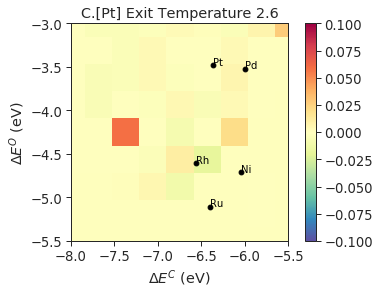 C.[Pt] Exit Temperature 2.6
−3.0
−3.5
−4.0
−4.5
−5.0
−5.5
ΔE^O (eV)
Pt
Pd
Rh
Ni
Ru
−8.0 −7.5 −7.0 −6.5 −6.0 −5.5
ΔE^C (eV)
0.100
0.075
0.050
0.025
0.000
−0.025
−0.050
−0.075
−0.100